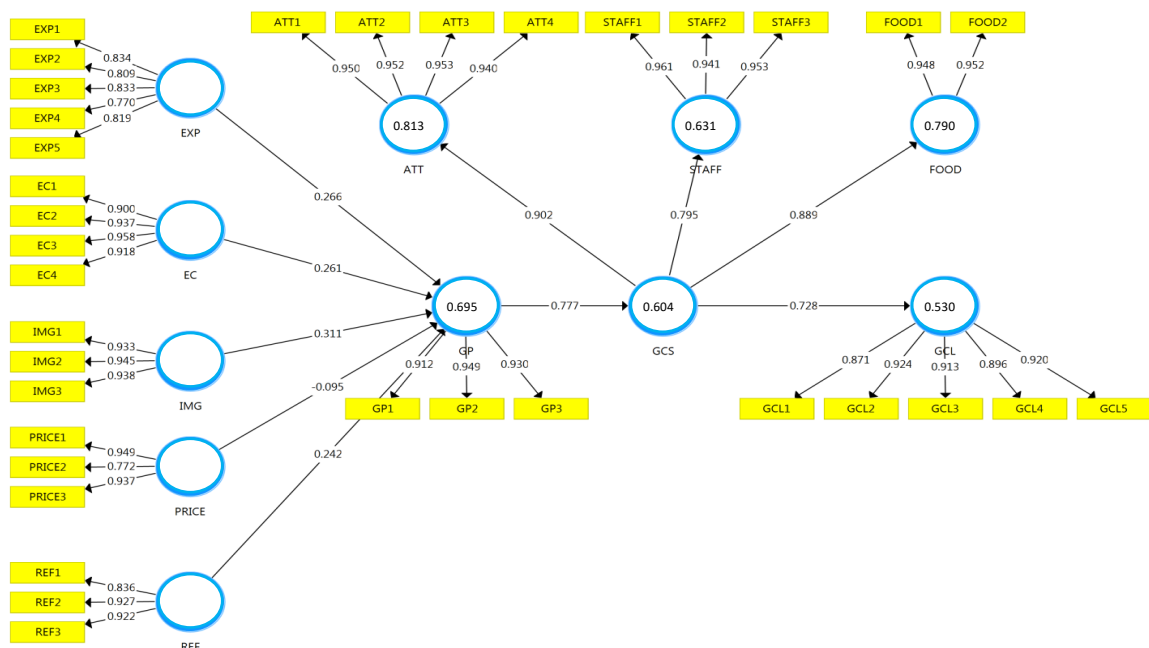 EXP1
EXP2
EXP3
EXP4
EXP5
0.834
0.809
0.833
0.770
0.819
EXP
ATT1
ATT2
ATT3
ATT4
0.950
0.952
0.953
0.940
0.813
ATT
STAFF1
STAFF2
STAFF3
0.961
0.941
0.953
0.631
STAFF
FOOD1
FOOD2
0.948
0.952
0.790
FOOD
EC1
EC2
EC3
EC4
0.900
0.937
0.958
0.918
EC
0.266
0.261
0.311
-0.095
0.242
0.902
0.795
0.889
0.695
GP
0.777
0.604
GCS
0.728
0.530
GCL
IMG1
IMG2
IMG3
0.933
0.945
0.938
IMG
0.912
0.949
0.930
GP1
GP2
GP3
0.871
0.924
0.913
0.896
0.920
GCL1
GCL2
GCL3
GCL4
GCL5
PRICE1
PRICE2
PRICE3
0.949
0.772
0.937
PRICE
REF1
REF2
REF3
0.836
0.927
0.922
REF